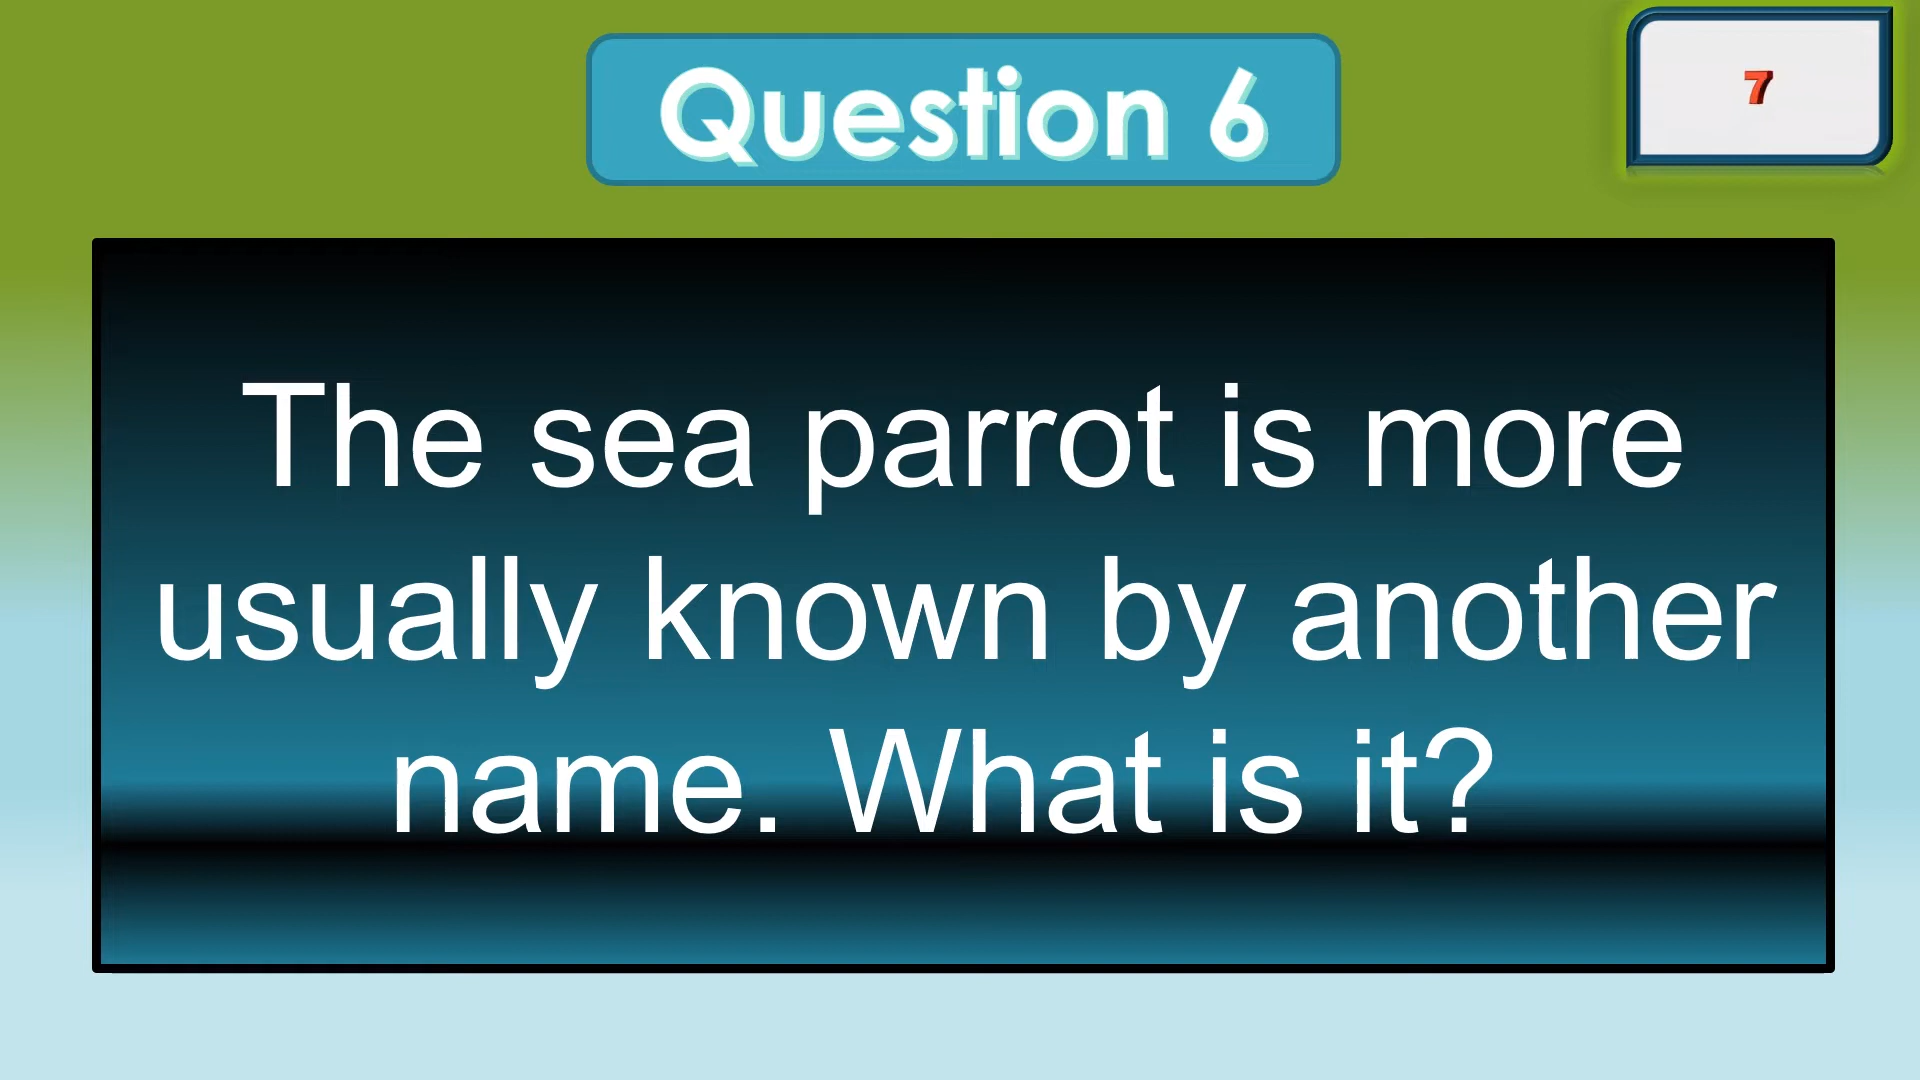 Question 6
7
The sea parrot is more
usually known by another
name. What is it?